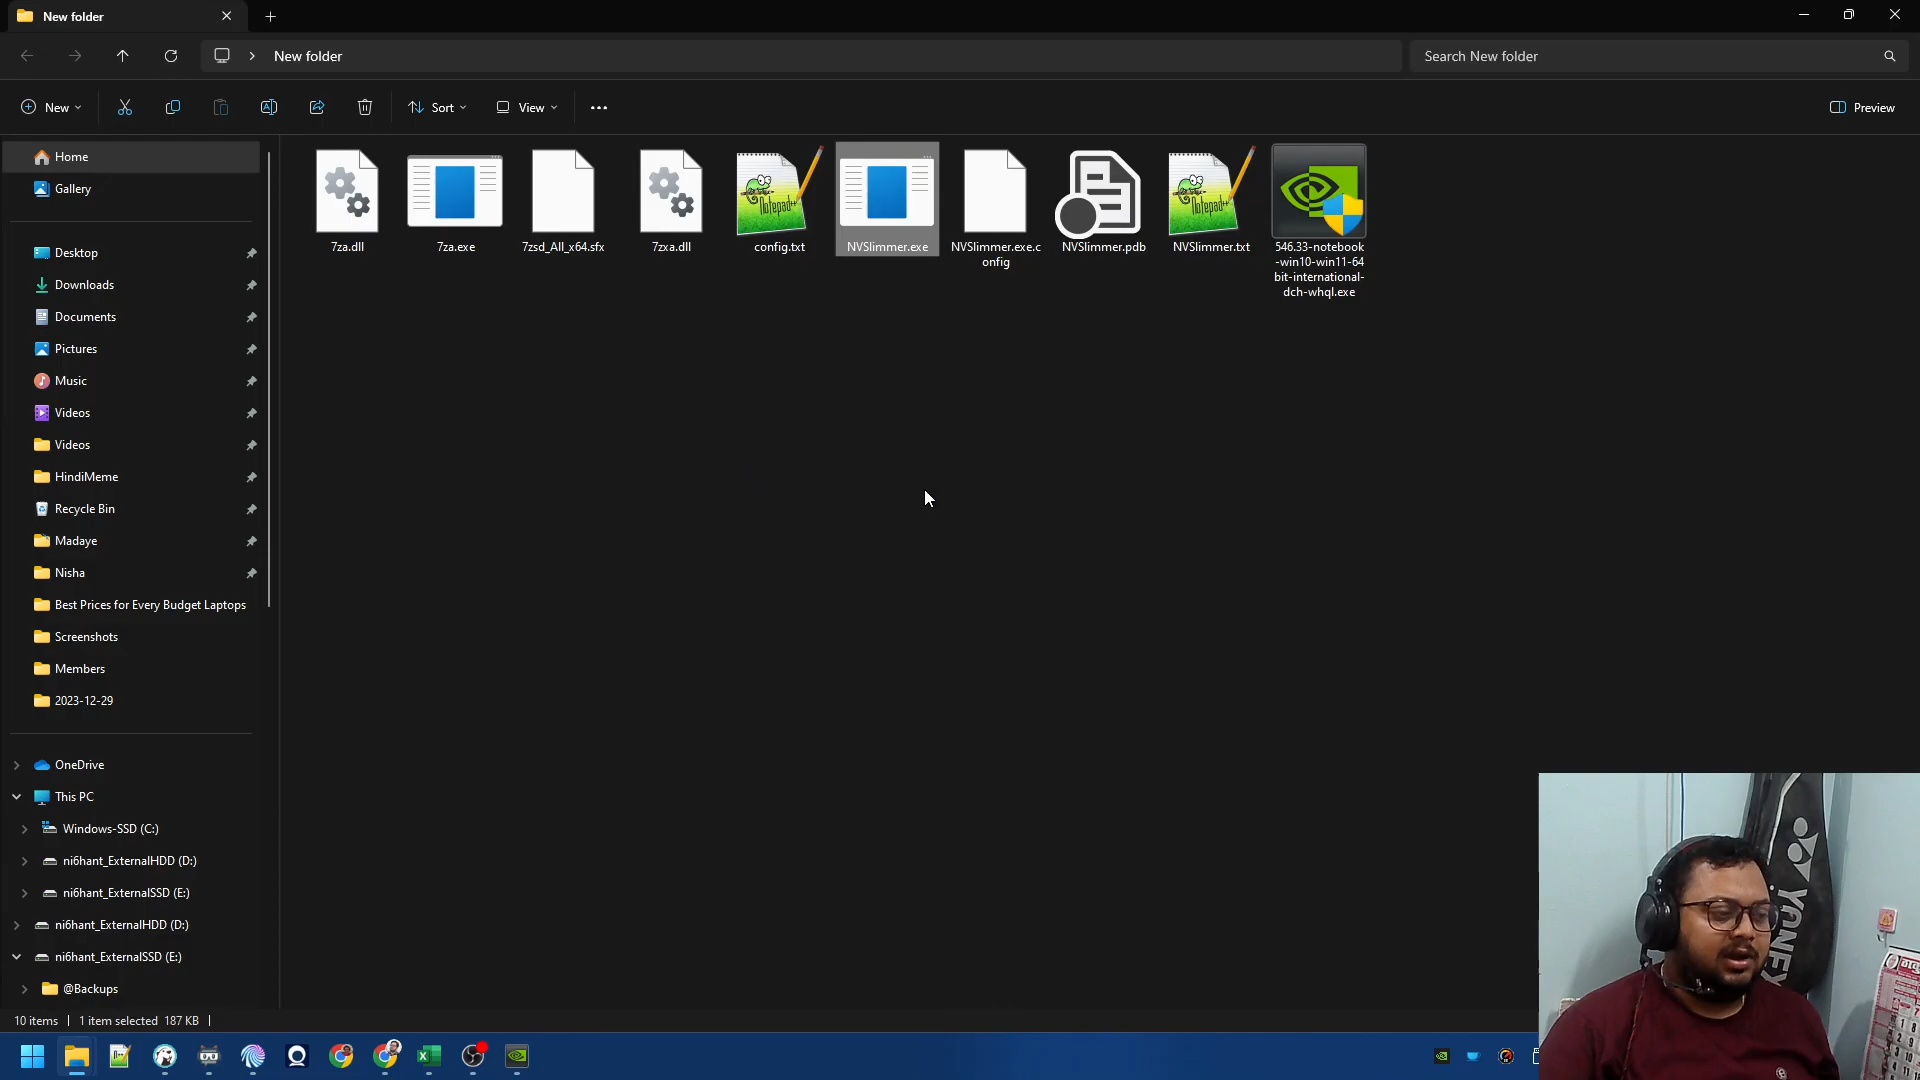 New folder
New folder
Search New folder
New
Sort
View
Preview
Home
Gallery
Desktop
Downloads
Documents
Pictures
Music
Videos
Videos
HindiMeme
Recycle Bin
Madaye
Nisha
Best Prices for Every Budget Laptops
Screenshots
Members
2023-12-29
OneDrive
This PC
Windows-SSD (C:)
ni6hant_ExternalHDD (D:)
ni6hant_ExternalSSD (E:)
ni6hant_ExternalHDD (D:)
ni6hant_ExternalSSD (E:)
@Backups
7za.dll
7za.exe
7zsd_All_x64.sfx
7zxa.dll
Notepad++
config.txt
NVSlimmer.exe
NVSlimmer.exe.c
onfig
NVSlimmer.pdb
Notepad++
NVSlimmer.txt
546.33-notebook
-win10-win11-64
bit-international-
dch-whql.exe
10 items
1 item selected 187 KB
YONEX